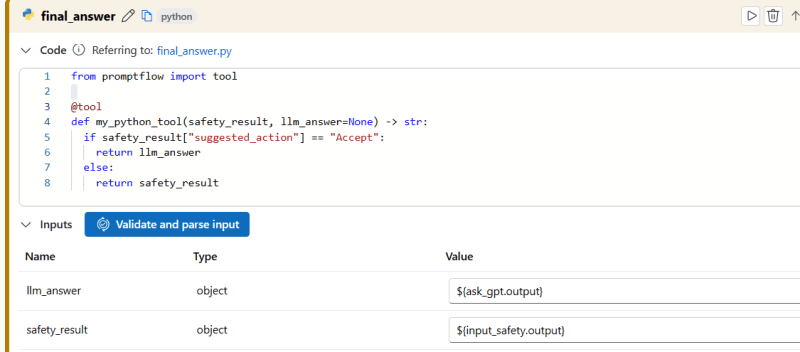 final_answer python
Code Referring to: final_answer.py
1 from promptflow import tool
2
3 @tool
4 def my_python_tool(safety_result, llm_answer=None) -> str:
5 if safety_result["suggested_action"] == "Accept":
6 return llm_answer
7 else:
8 return safety_result
Inputs Validate and parse input
Name Type Value
llm_answer object ${ask_gpt.output}
safety_result object ${input_safety.output}